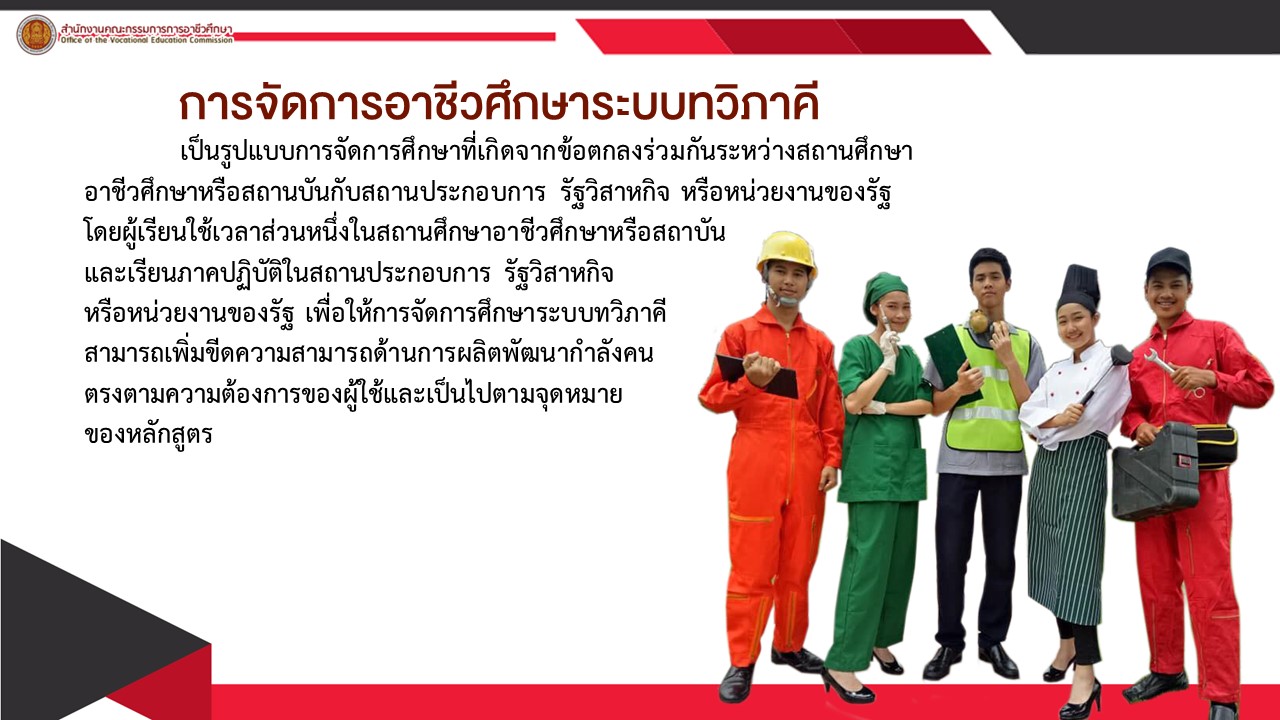 สำนักงานคณะกรรมการการอาชีวศึกษา
Office of the Vocational Education Commission
การจัดการอาชีวศึกษาระบบทวิภาคี
เป็นรูปแบบการจัดการศึกษาที่เกิดจากข้อตกลงร่วมกันระหว่างสถานศึกษา
อาชีวศึกษาหรือสถานบันกับสถานประกอบการ รัฐวิสาหกิจ หรือหน่วยงานของรัฐ
โดยผู้เรียนใช้เวลาส่วนหนึ่งในสถานศึกษาอาชีวศึกษาหรือสถาบัน
และเรียนภาคปฏิบัติในสถานประกอบการ รัฐวิสาหกิจ
หรือหน่วยงานของรัฐ เพื่อให้การจัดการศึกษาระบบทวิภาคี
สามารถเพิ่มขีดความสามารถด้านการผลิตพัฒนากำลังคน
ตรงตามความต้องการของผู้ใช้และเป็นไปตามจุดหมาย
ของหลักสูตร